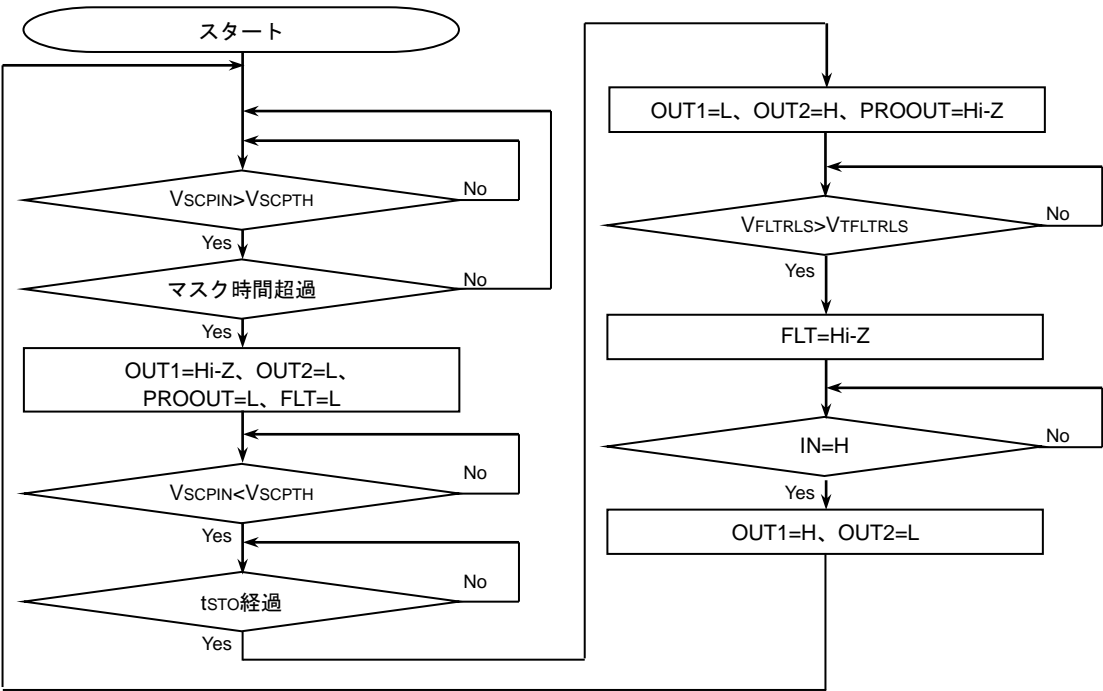 スタート
VSCPIN>VSCPTH
No
Yes
マスク時間超過
No
Yes
OUT1=Hi-Z、OUT2=L、
PROOUT=L、FLT=L
VSCPIN<VSCPTH
No
Yes
tSTO経過
No
Yes
OUT1=L、OUT2=H、PROOUT=Hi-Z
VFLTRLS>VTFLTRLS
No
Yes
FLT=Hi-Z
IN=H
No
Yes
OUT1=H、OUT2=L